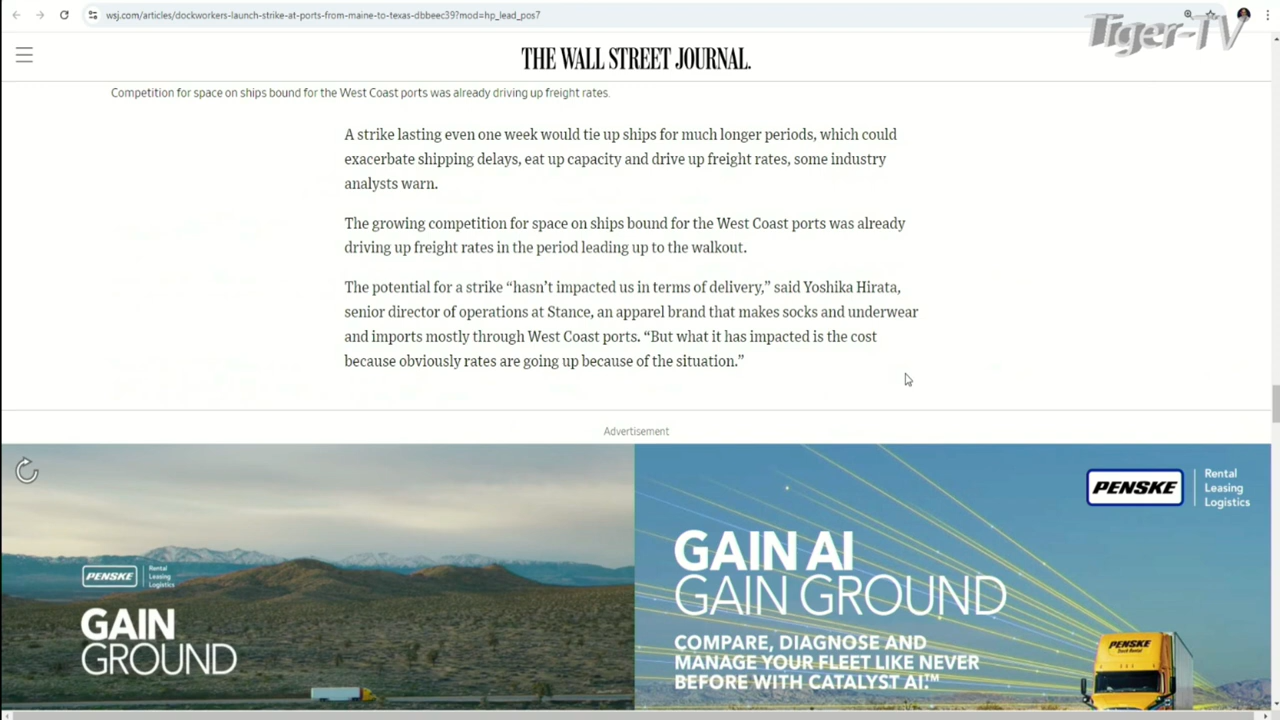 wsj.com/articles/dockworkers-launch-strike-at-ports-from-maine-to-texas-dbbeec39?mod=hp_lead_pos7
Tiger-TV
THE WALL STREET JOURNAL.
Competition for space on ships bound for the West Coast ports was already driving up freight rates.
A strike lasting even one week would tie up ships for much longer periods, which could
exacerbate shipping delays, eat up capacity and drive up freight rates, some industry
analysts warn.
The growing competition for space on ships bound for the West Coast ports was already
driving up freight rates in the period leading up to the walkout.
The potential for a strike “hasn’t impacted us in terms of delivery,” said Yoshika Hirata,
senior director of operations at Stance, an apparel brand that makes socks and underwear
and imports mostly through West Coast ports. “But what it has impacted is the cost
because obviously rates are going up because of the situation.”
Advertisement
PENSKE
Rental
Leasing
Logistics
GAIN
GROUND
PENSKE
Rental
Leasing
Logistics
GAIN AI
GAIN GROUND
COMPARE, DIAGNOSE AND
MANAGE YOUR FLEET LIKE NEVER
BEFORE WITH CATALYST AI.™
PENSKE
Truck Rental